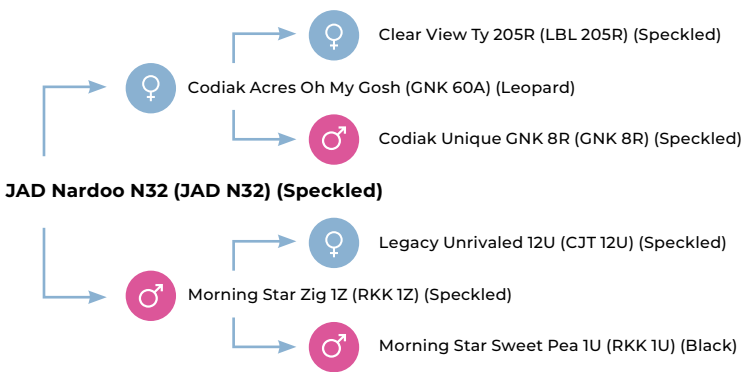 Clear View Ty 205R (LBL 205R) (Speckled)
Codiak Acres Oh My Gosh (GNK 60A) (Leopard)
Codiak Unique GNK 8R (GNK 8R) (Speckled)
JAD Nardoo N32 (JAD N32) (Speckled)
Legacy Unrivaled 12U (CJT 12U) (Speckled)
Morning Star Zig 1Z (RKK 1Z) (Speckled)
Morning Star Sweet Pea 1U (RKK 1U) (Black)